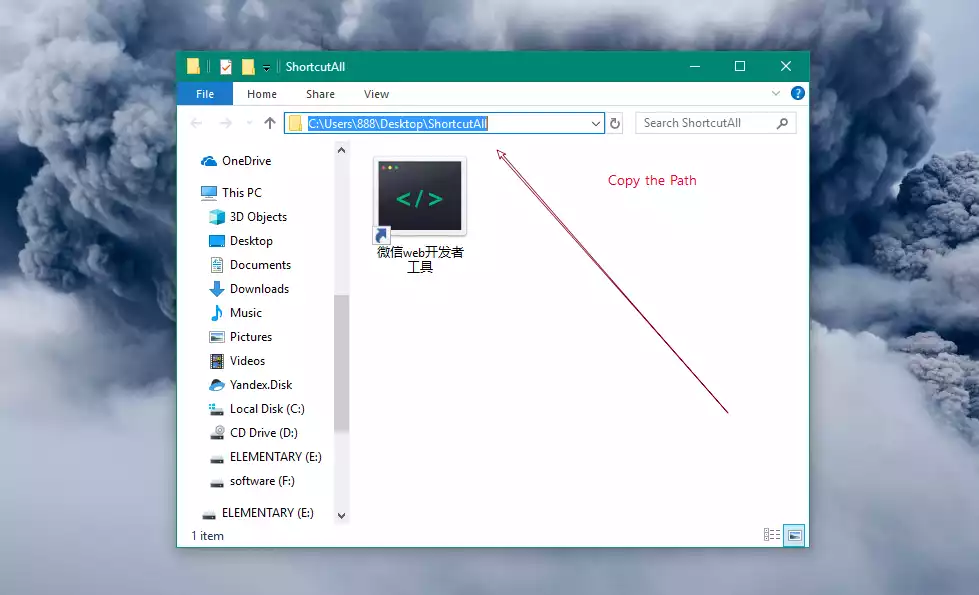 ShortcutAll
File Home Share View
C:\Users\888\Desktop\ShortcutAll
Search ShortcutAll
OneDrive
This PC
3D Objects
Desktop
Documents
Downloads
Music
Pictures
Videos
Yandex.Disk
Local Disk (C:)
CD Drive (D:)
ELEMENTARY (E:)
software (F:)
ELEMENTARY (E:)
</>
微信web开发者
工具
Copy the Path
1 item